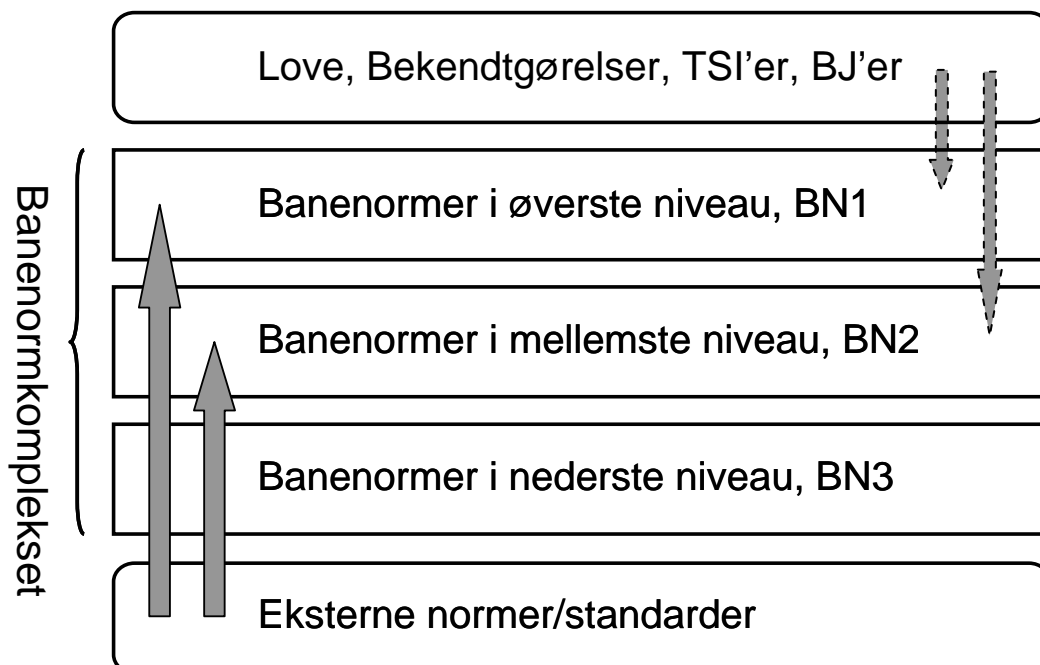 Love, Bekendtgørelser, TSI’er, BJ’er
Banenormkomplekset
Banenormer i øverste niveau, BN1
Banenormer i mellemste niveau, BN2
Banenormer i nederste niveau, BN3
Eksterne normer/standarder